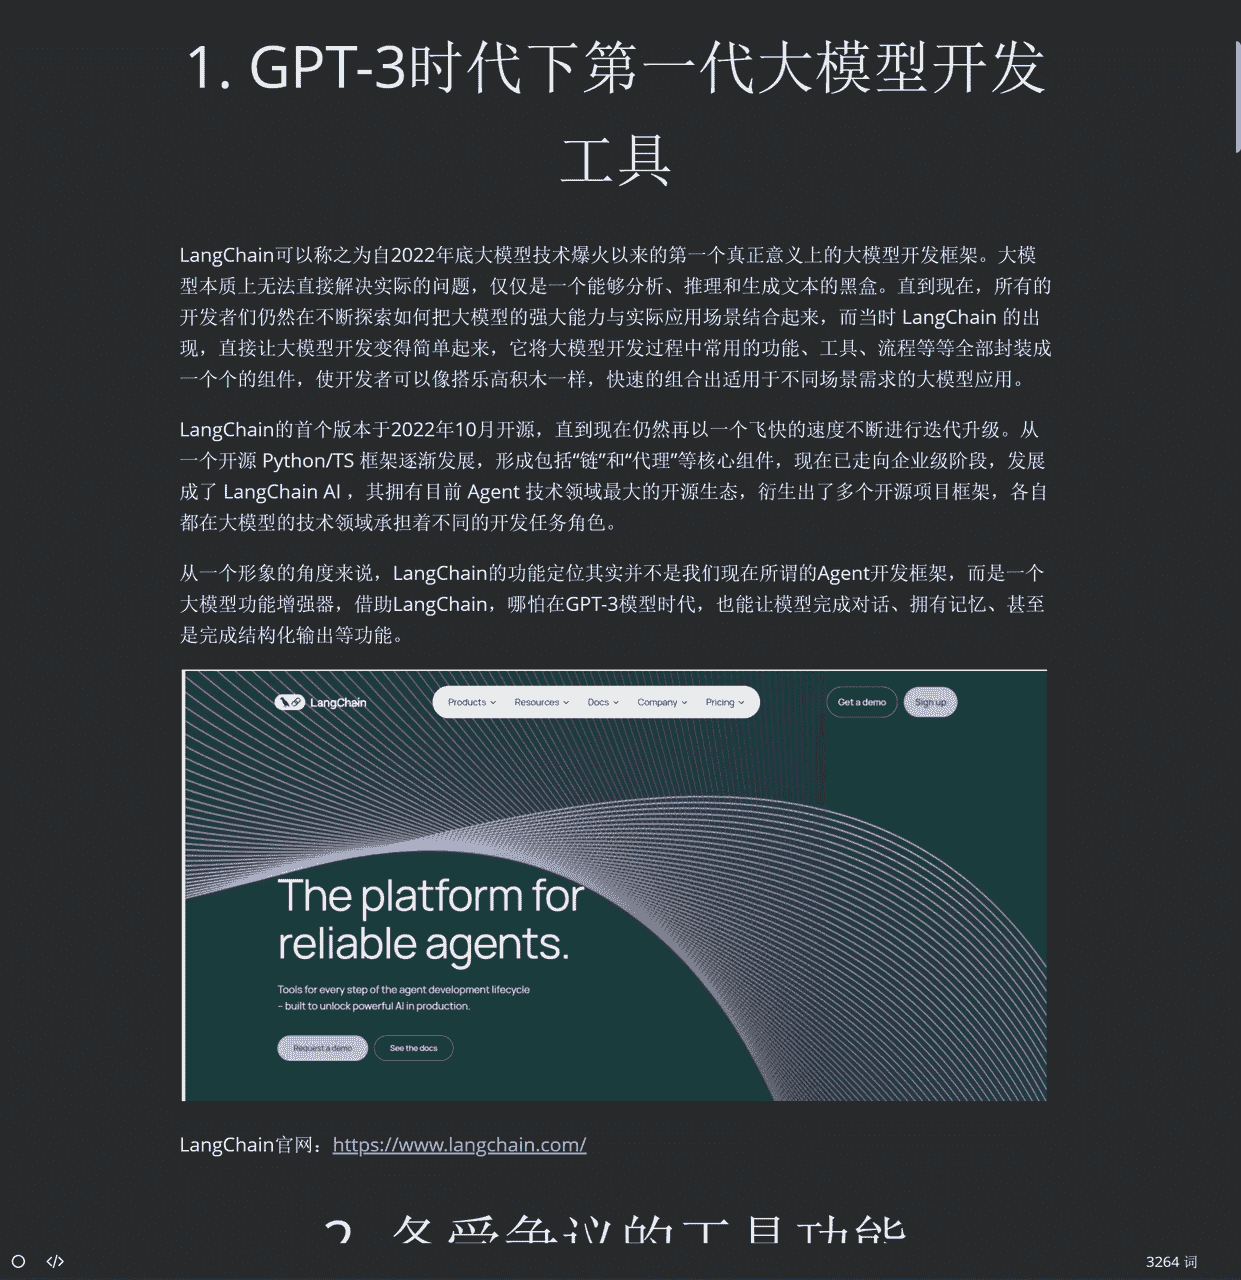 1. GPT-3时代下第一代大模型开发
工具
LangChain可以称之为自2022年底大模型技术爆火以来的第一个真正意义上的大模型开发框架。大模
型本质上无法直接解决实际的问题，仅仅是一个能够分析、推理和生成文本的黑盒。直到现在，所有的
开发者们仍然在不断探索如何把大模型的强大能力与实际应用场景结合起来，而当时 LangChain 的出
现，直接让大模型开发变得简单起来，它将大模型开发过程中常用的功能、工具、流程等等全部封装成
一个个的组件，使开发者可以像搭乐高积木一样，快速的组合出适用于不同场景需求的大模型应用。
LangChain的首个版本于2022年10月开源，直到现在仍然再以一个飞快的速度不断进行迭代升级。从
一个开源 Python/TS 框架逐渐发展，形成包括“链”和“代理”等核心组件，现在已走向企业级阶段，发展
成了 LangChain AI ，其拥有目前 Agent 技术领域最大的开源生态，衍生出了多个开源项目框架，各自
都在大模型的技术领域承担着不同的开发任务角色。
从一个形象的角度来说，LangChain的功能定位其实并不是我们现在所谓的Agent开发框架，而是一个
大模型功能增强器，借助LangChain，哪怕在GPT-3模型时代，也能让模型完成对话、拥有记忆、甚至
是完成结构化输出等功能。
LangChain Products Resources Docs Company Pricing Get a demo Sign up
The platform for
reliable agents.
Tools for every step of the agent development lifecycle
– built to unlock powerful AI in production.
Request a demo See the docs
LangChain官网：https://www.langchain.com/
2. 备受争议的工具功能
3264 词